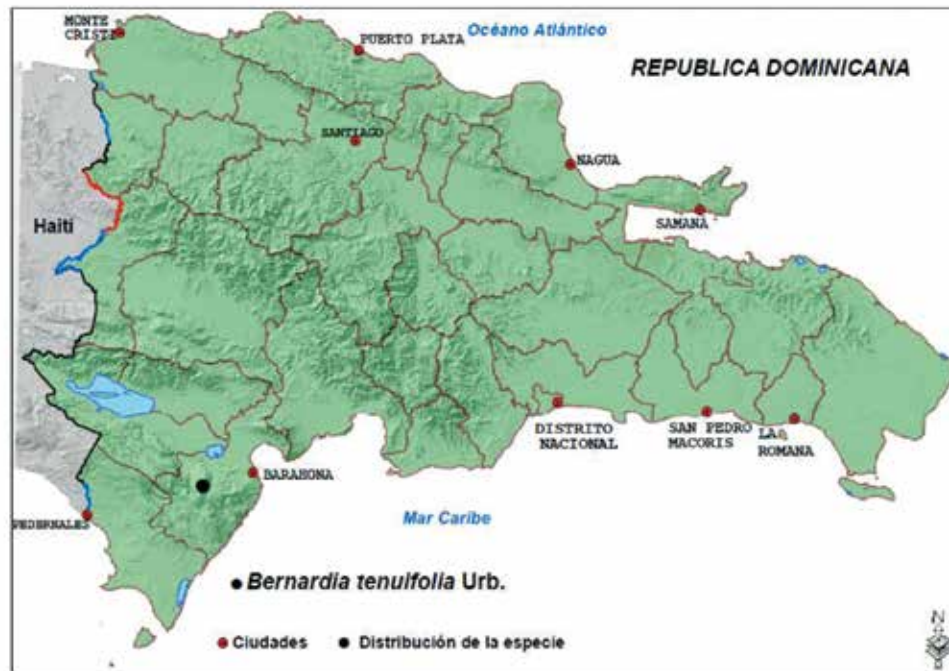 MONTE
CRISTI
PUERTO PLATA
Océano Atlántico
REPUBLICA DOMINICANA
SANTIAGO
NAGUA
SAMANA
Haití
DISTRITO
NACIONAL
SAN PEDRO
MACORIS
LA
ROMANA
BARAHONA
PEDERNALES
Mar Caribe
Bernardia tenuifolia Urb.
Ciudades
Distribución de la especie
N